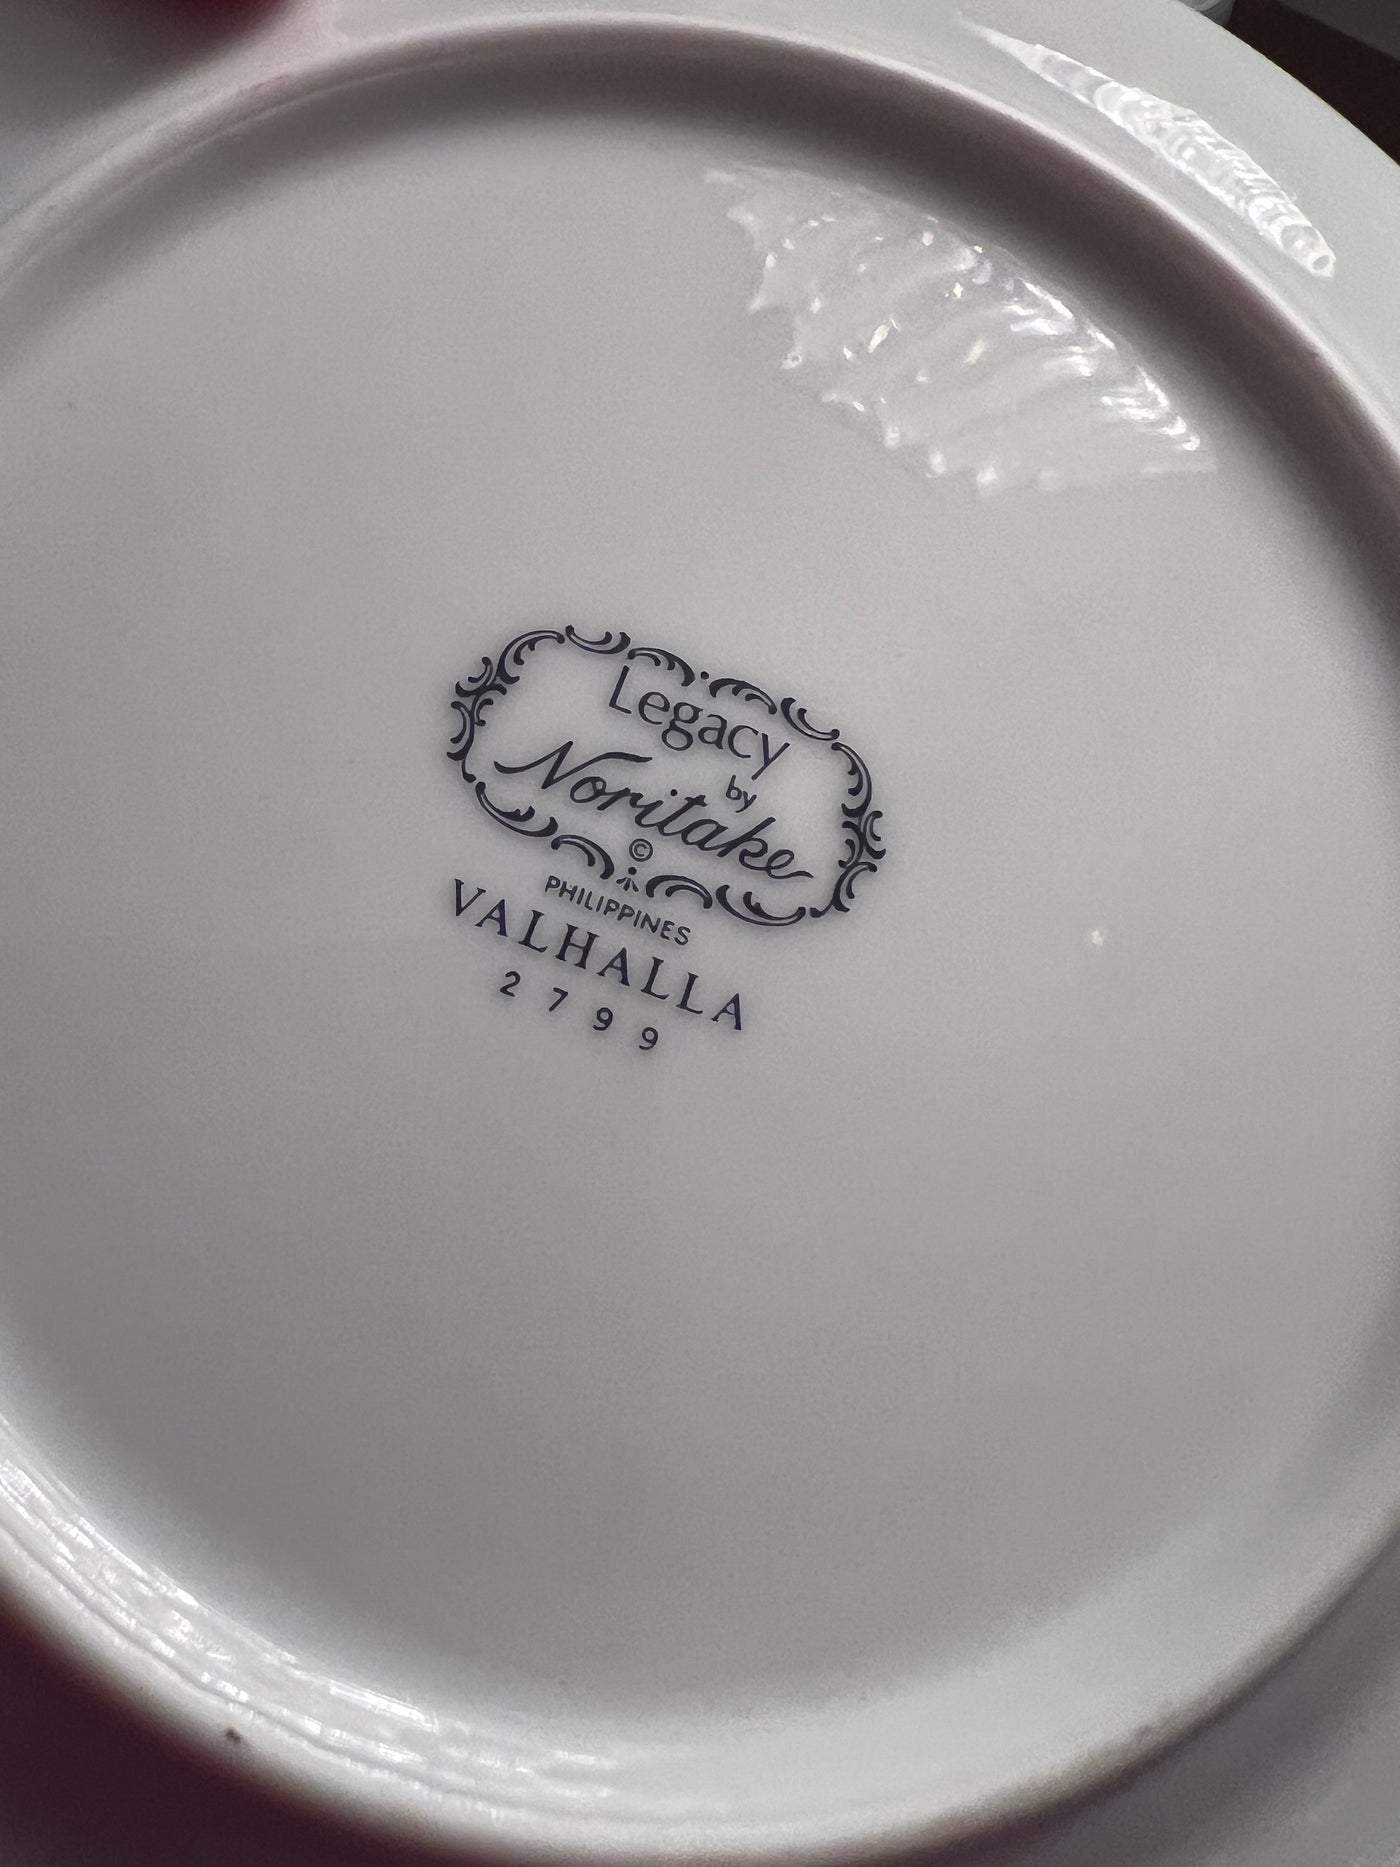 Legacy
by
Noritake
©
PHILIPPINES
VALHALLA
2799